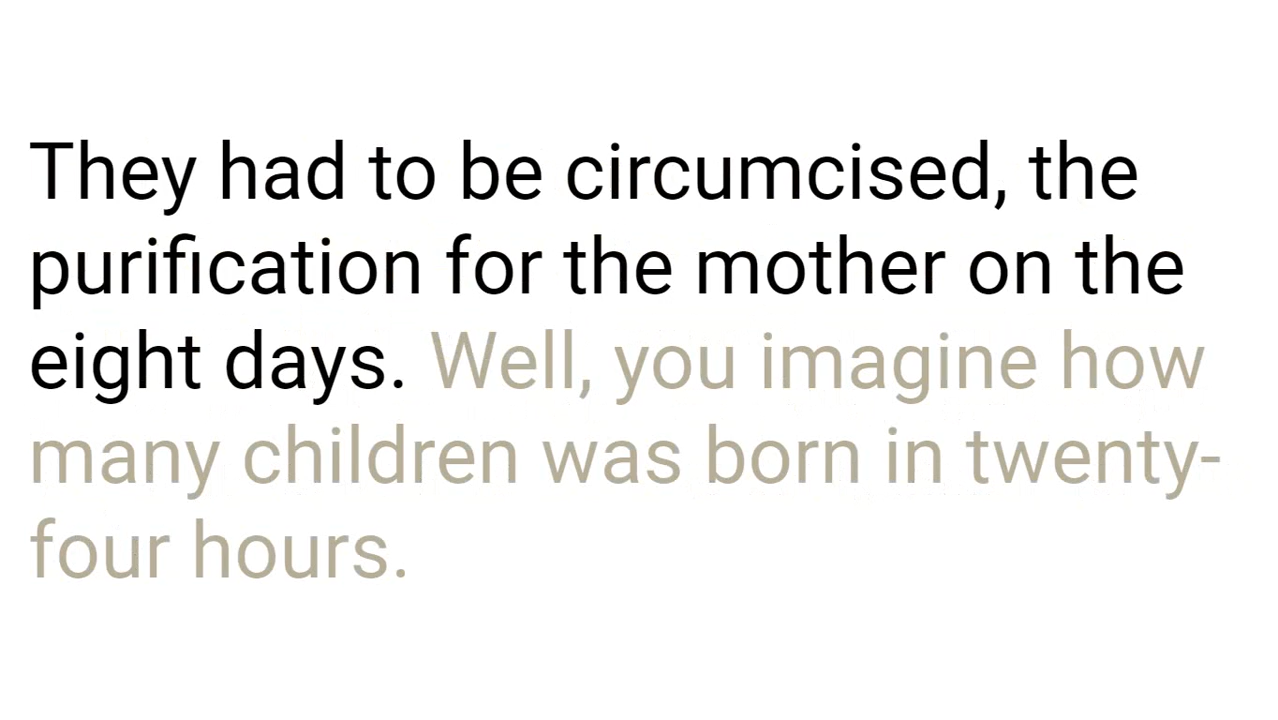 They had to be circumcised, the
purification for the mother on the
eight days. Well, you imagine how
many children was born in twenty-
four hours.